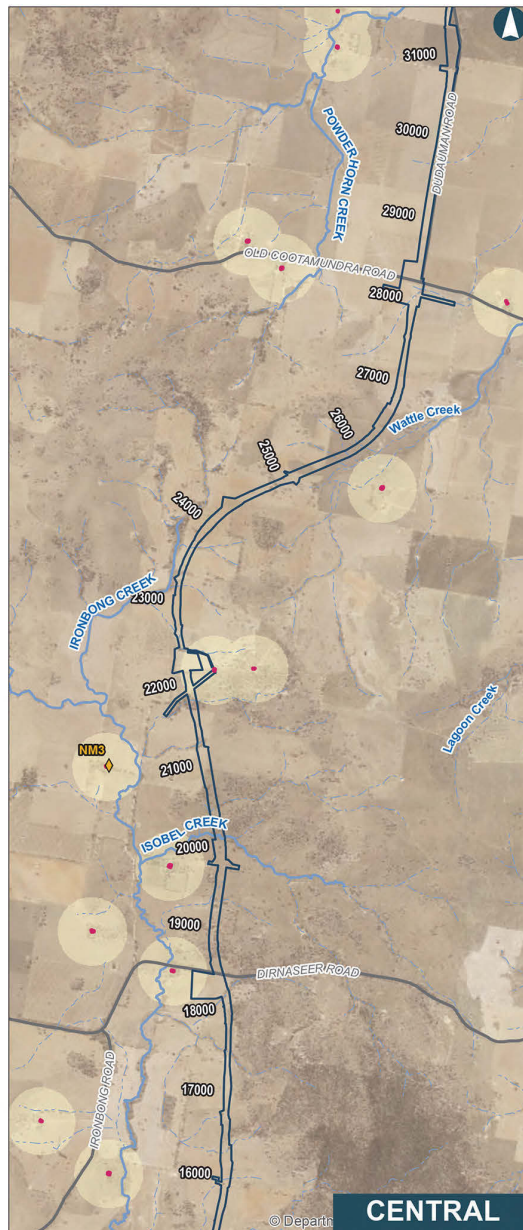 31000
30000
DUDAUMAN ROAD
POWDER HORN CREEK
29000
OLD COOTAMUNDRA ROAD
28000
27000
Wattle Creek
26000
25000
24000
IRONBONG CREEK
23000
22000
Lagoon Creek
NM3
21000
ISOBEL CREEK
20000
19000
DIRNASEER ROAD
18000
IRONBONG ROAD
17000
16000
© Departm
CENTRAL